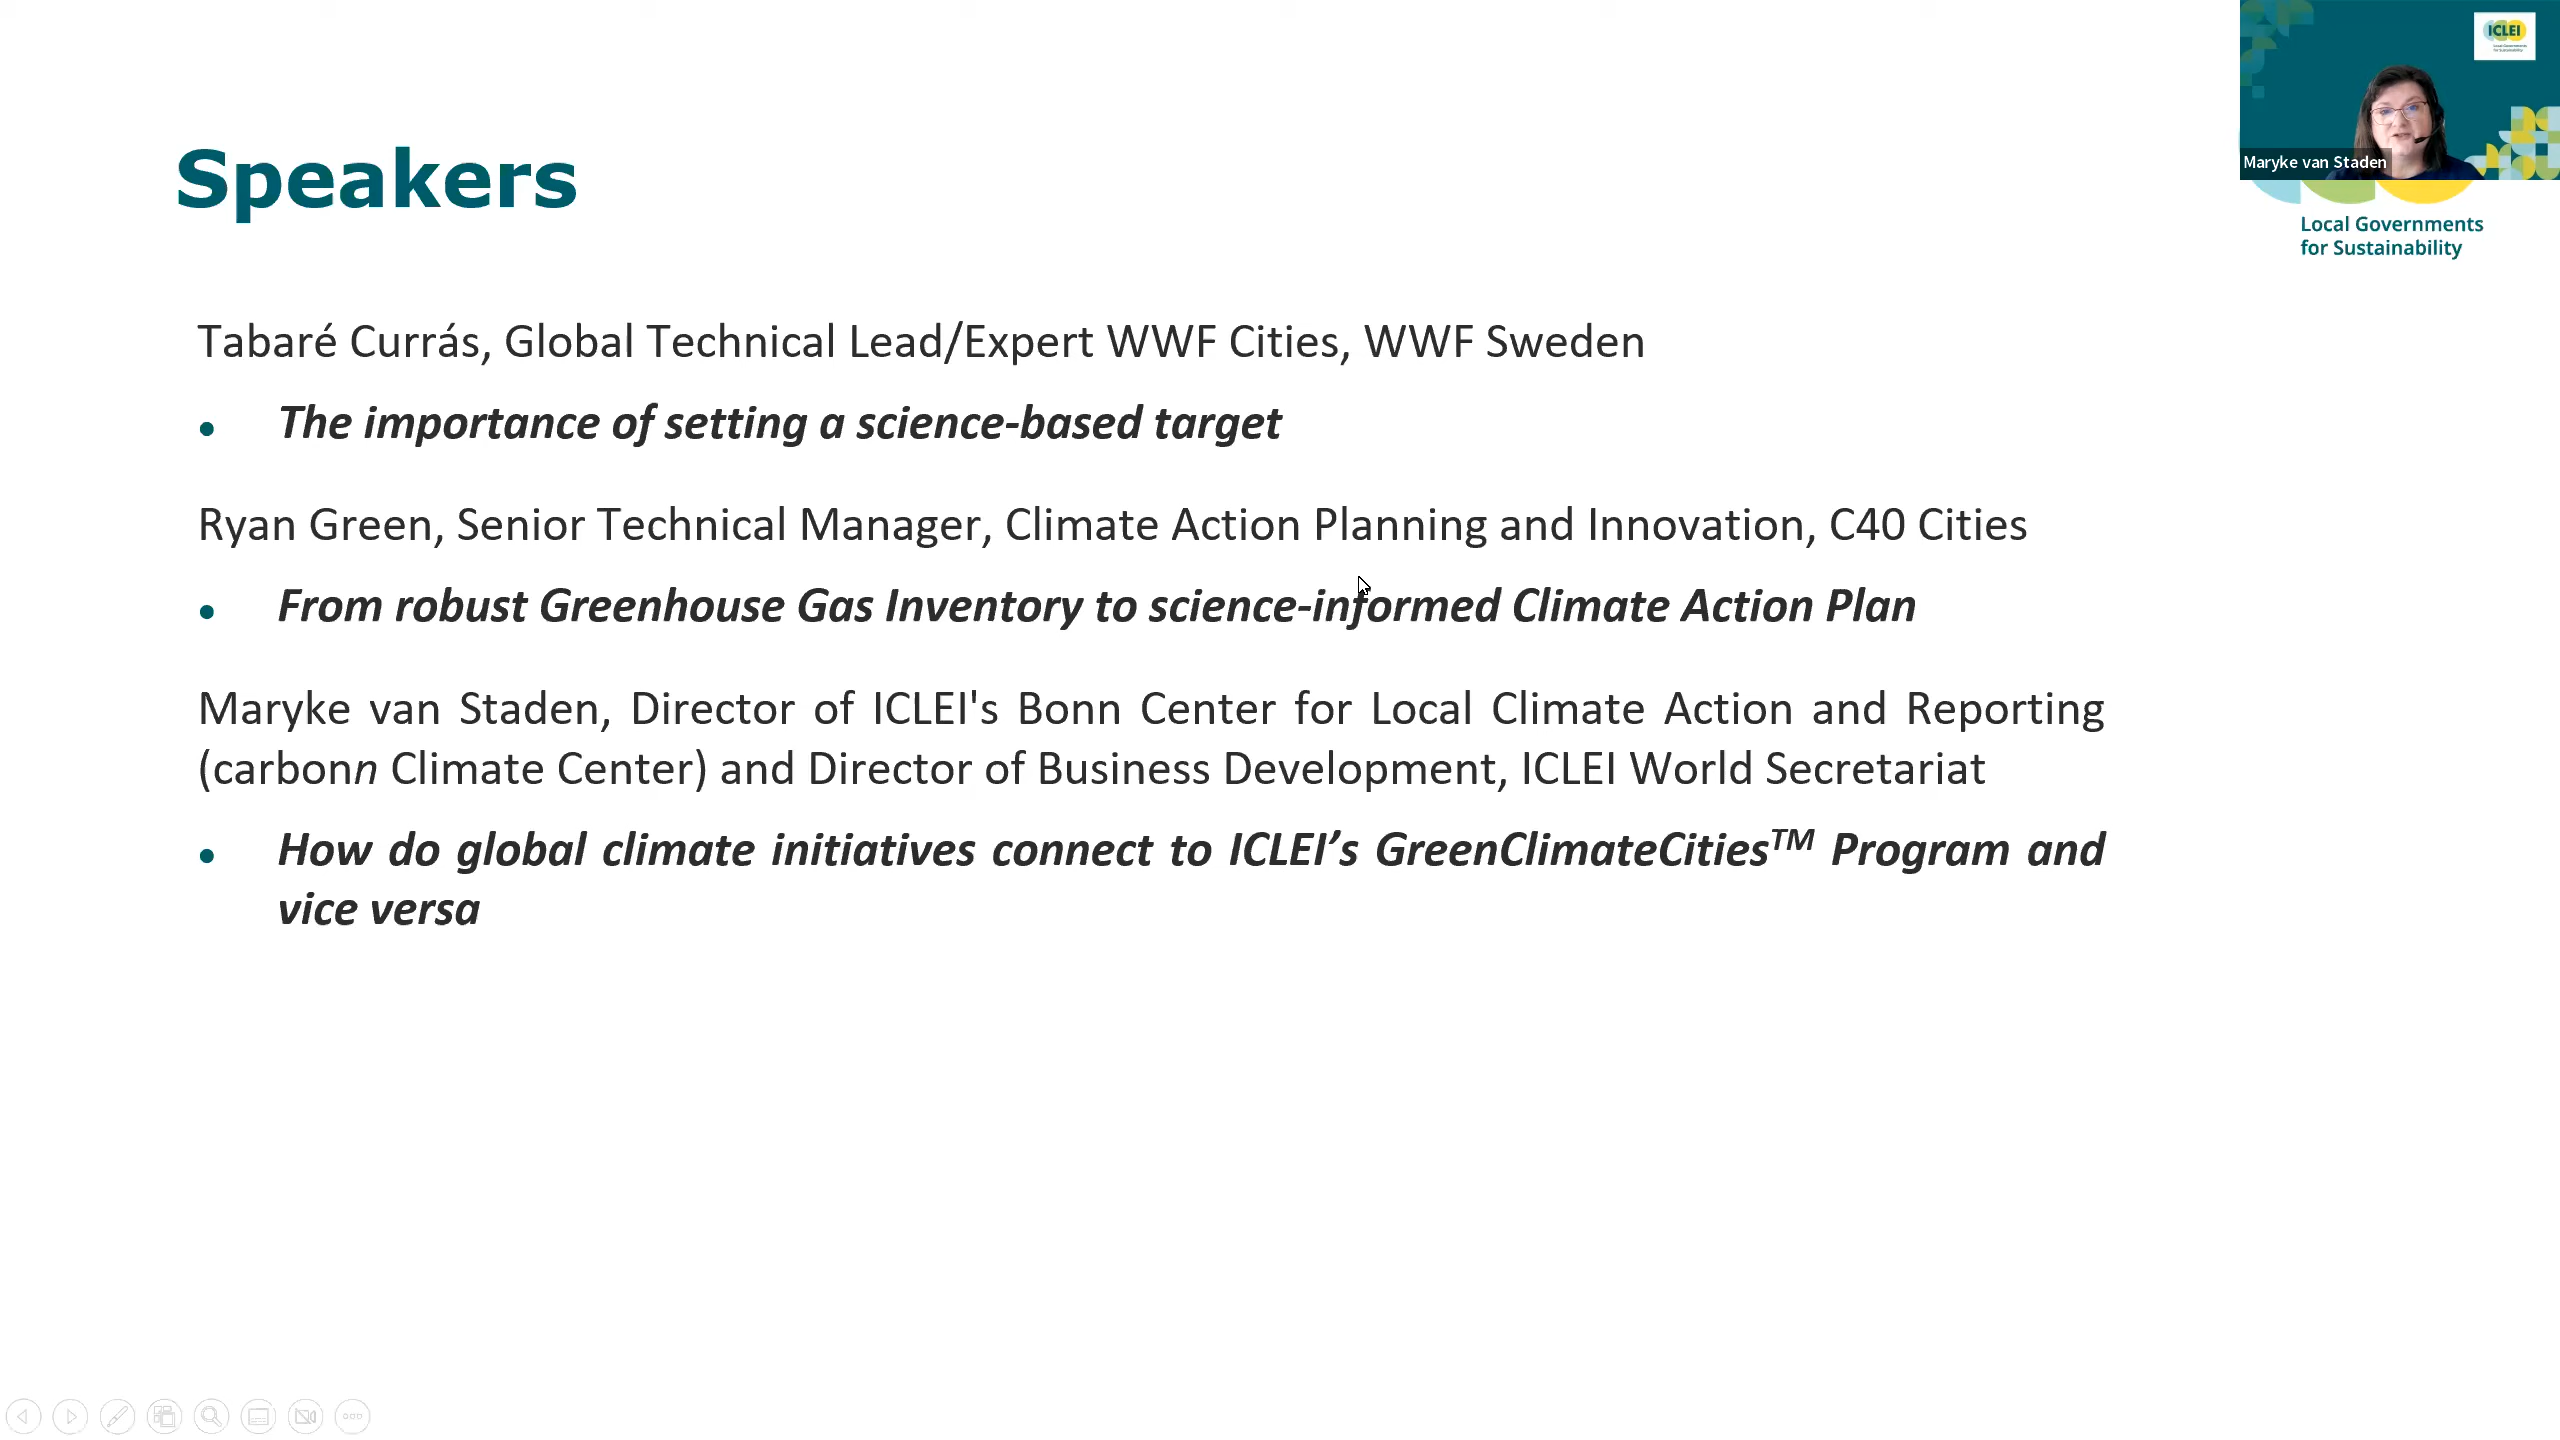 ICLEI
Maryke van Staden
Local Governments
for Sustainability
Speakers
Tabaré Currás, Global Technical Lead/Expert WWF Cities, WWF Sweden
• The importance of setting a science-based target
Ryan Green, Senior Technical Manager, Climate Action Planning and Innovation, C40 Cities
• From robust Greenhouse Gas Inventory to science-informed Climate Action Plan
Maryke van Staden, Director of ICLEI's Bonn Center for Local Climate Action and Reporting
(carbonn Climate Center) and Director of Business Development, ICLEI World Secretariat
• How do global climate initiatives connect to ICLEI’s GreenClimateCities™ Program and
vice versa